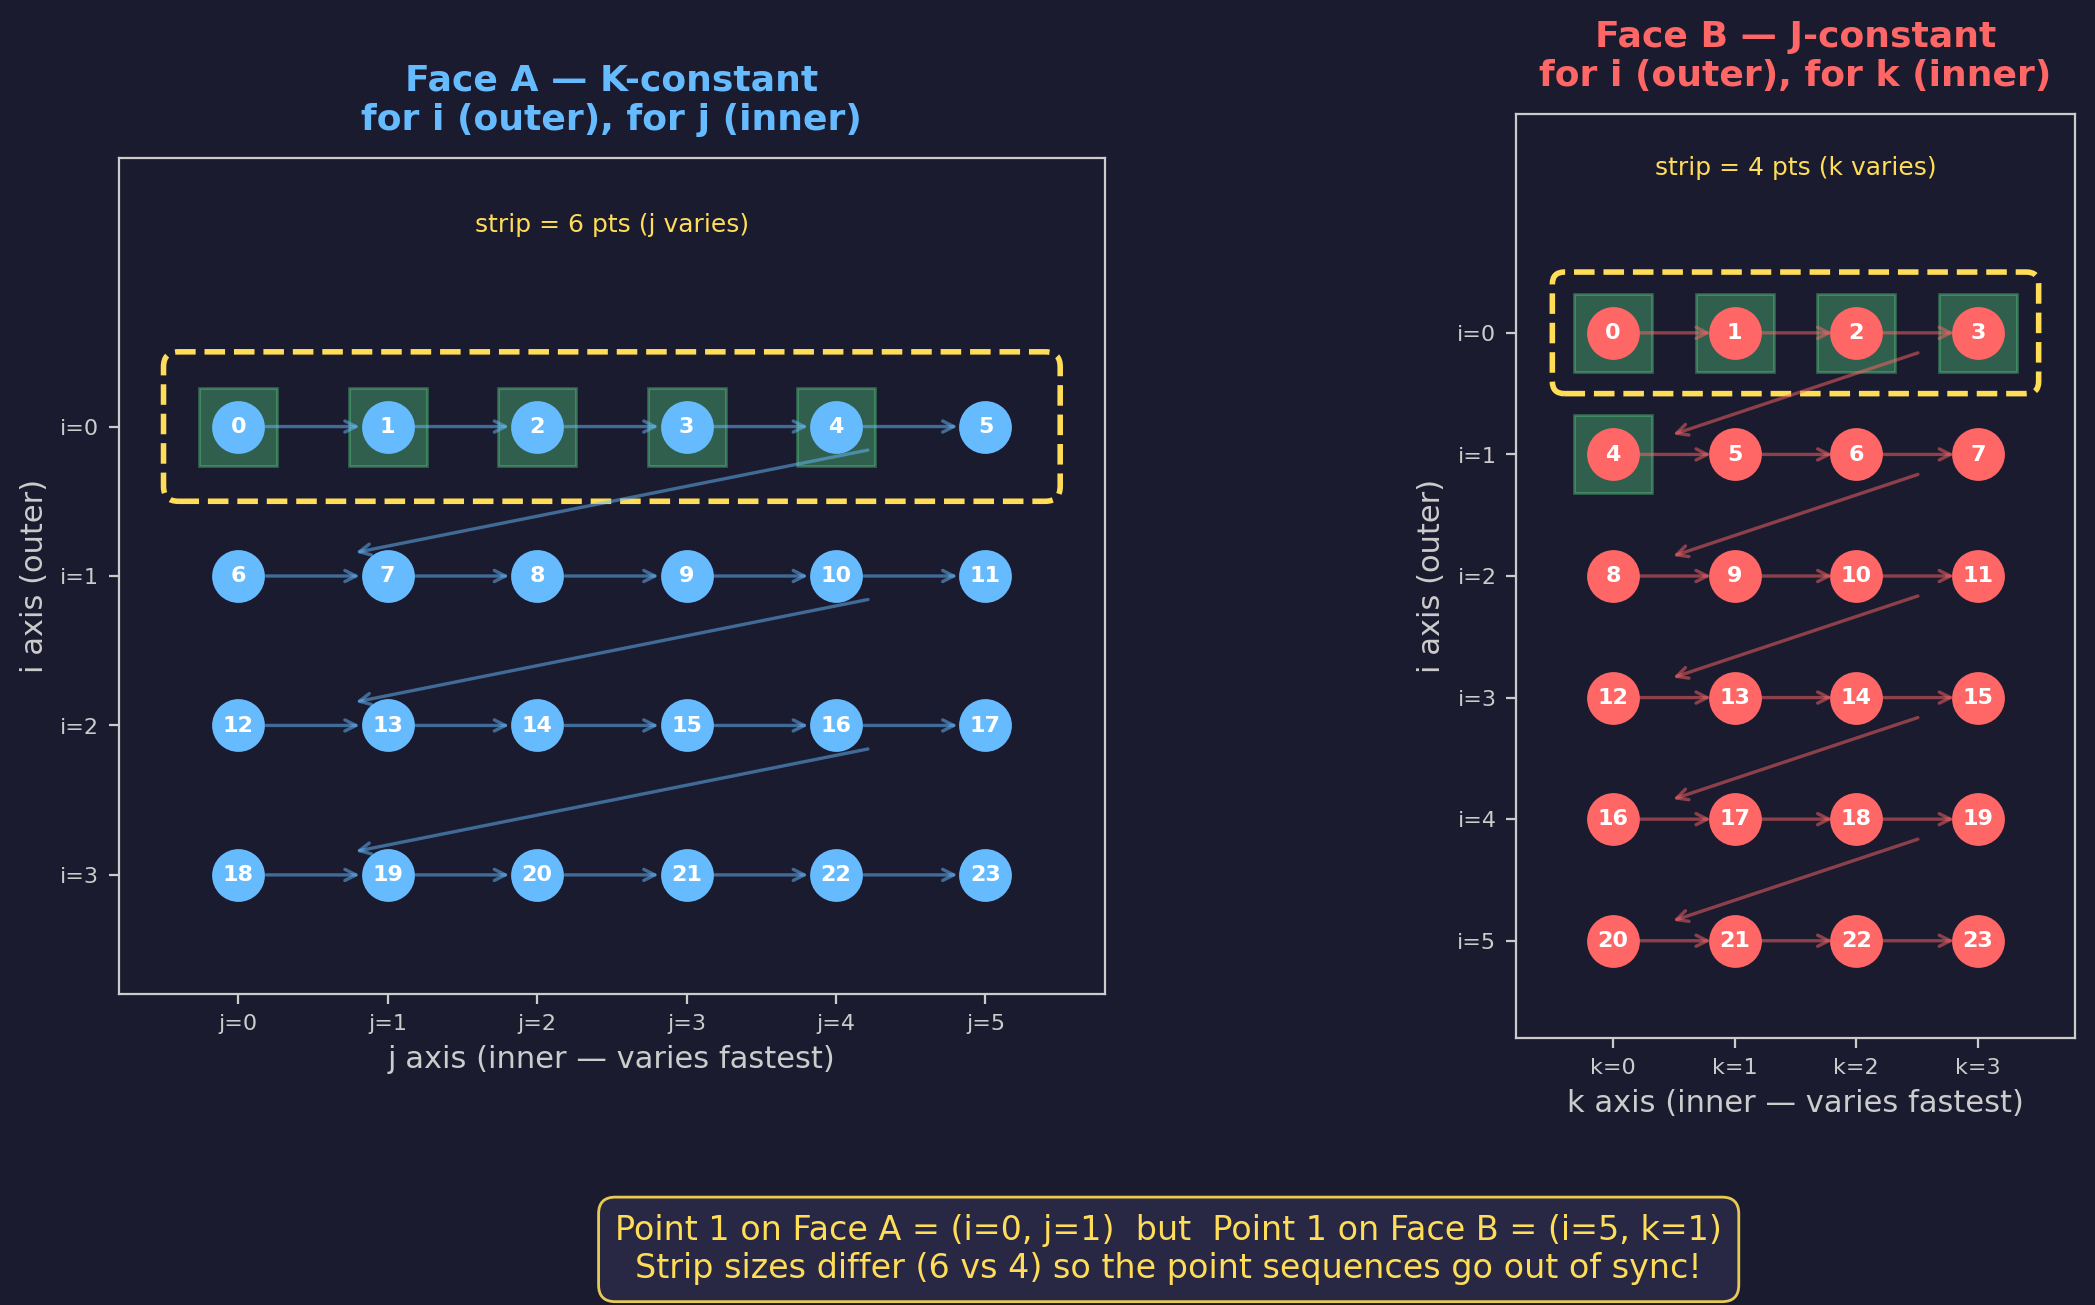 Face A — K-constant
for i (outer), for j (inner)
strip = 6 pts (j varies)
i axis (outer)
i=0
0 1 2 3 4 5
i=1
6 7 8 9 10 11
i=2
12 13 14 15 16 17
i=3
18 19 20 21 22 23
j=0 j=1 j=2 j=3 j=4 j=5
j axis (inner — varies fastest)
Face B — J-constant
for i (outer), for k (inner)
strip = 4 pts (k varies)
i axis (outer)
i=0
0 1 2 3
i=1
4 5 6 7
i=2
8 9 10 11
i=3
12 13 14 15
i=4
16 17 18 19
i=5
20 21 22 23
k=0 k=1 k=2 k=3
k axis (inner — varies fastest)
Point 1 on Face A = (i=0, j=1)  but  Point 1 on Face B = (i=5, k=1)
Strip sizes differ (6 vs 4) so the point sequences go out of sync!